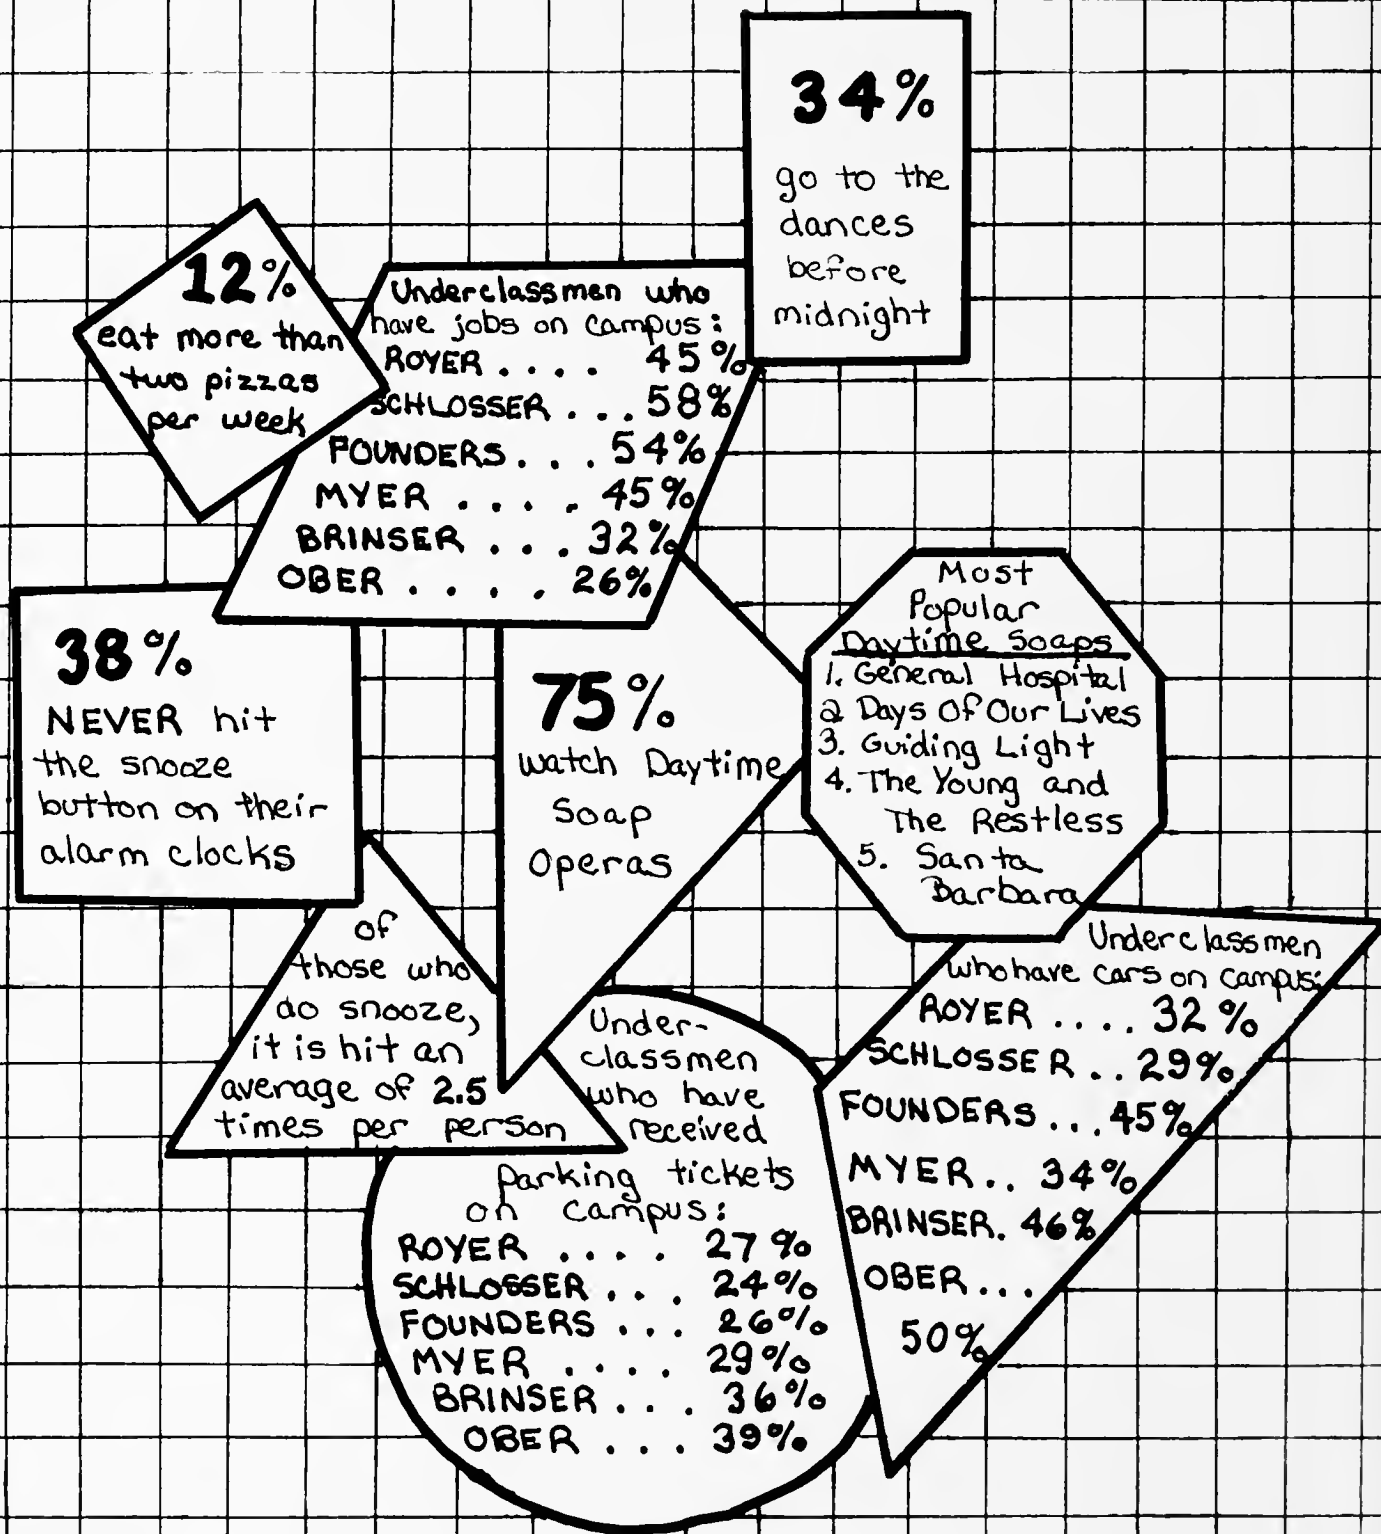 34%
go to the
dances
before
midnight
12%
eat more than
two pizzas
per week
Underclassmen who
have jobs on campus:
ROYER .... 45%
SCHLOSSER ... 58%
FOUNDERS ... 54%
MYER .... 45%
BRINSER ... 32%
OBER .... 26%
38%
NEVER hit
the snooze
button on their
alarm clocks
75%
watch Daytime
Soap
Operas
Most
Popular
Daytime Soaps
1. General Hospital
2 Days Of Our Lives
3. Guiding Light
4. The Young and
The Restless
5. Santa
Barbara
of
those who
do snooze,
it is hit an
average of 2.5
times per person
Under-
classmen
who have
received
parking tickets
on campus:
ROYER .... 27%
SCHLOSSER ... 24%
FOUNDERS ... 26%
MYER .... 29%
BRINSER ... 36%
OBER ... 39%
Underclassmen
who have cars on campus:
ROYER .... 32%
SCHLOSSER .. 29%
FOUNDERS ... 45%
MYER.. 34%
BRINSER. 46%
OBER ...
50%